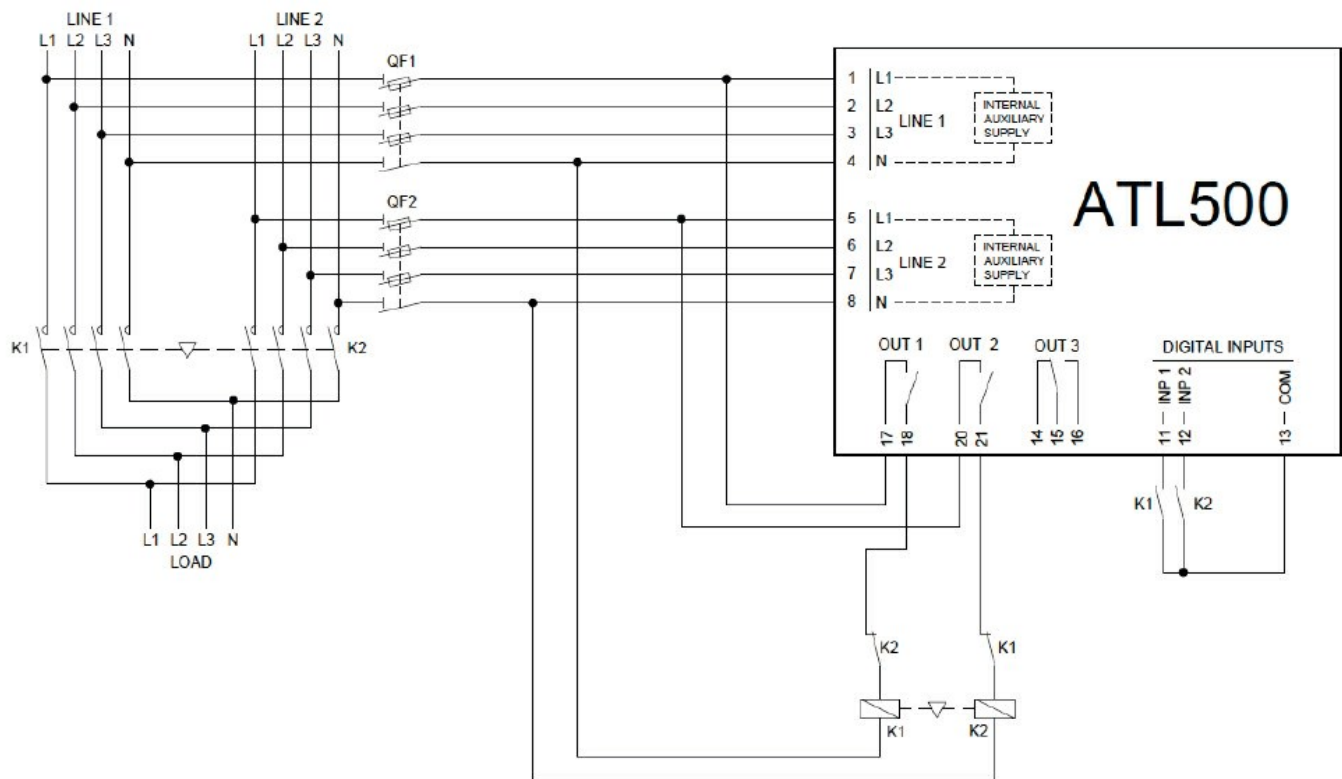 LINE 1
LINE 2
L1 L2 L3 N
L1 L2 L3 N
QF1
1 L1
2 L2
3 L3
4 N
LINE 1
INTERNAL
AUXILIARY
SUPPLY
ATL500
QF2
5 L1
6 L2
7 L3
8 N
LINE 2
INTERNAL
AUXILIARY
SUPPLY
K1
K2
OUT 1
OUT 2
OUT 3
DIGITAL INPUTS
INP 1
INP 2
COM
17 18
20 21
14 15 16
11 12
13
K1
K2
L1 L2 L3 N
LOAD
K2
K1
K1
K2